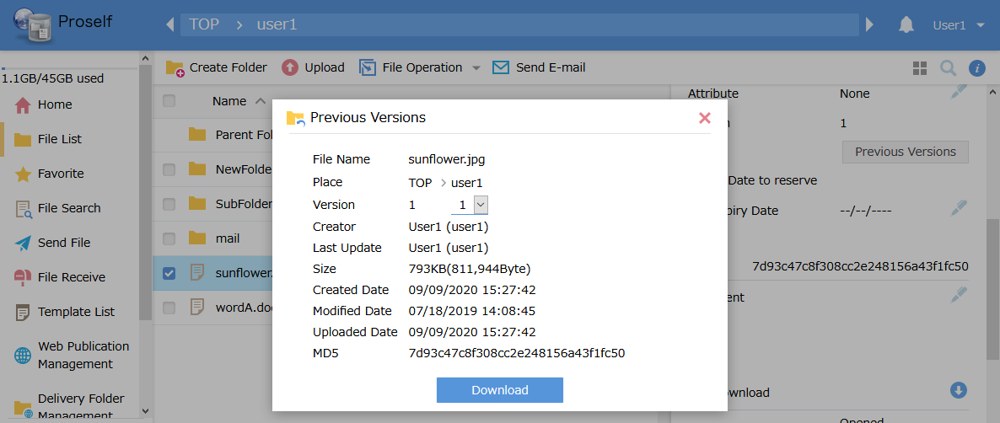 Proself
TOP > user1
User1
1.1GB/45GB used
Home
File List
Favorite
File Search
Send File
File Receive
Template List
Web Publication
Management
Delivery Folder
Management
Create Folder
Upload
File Operation
Send E-mail
Name
Parent Fol
NewFolde
SubFolder
mail
sunflower.
wordA.do
Previous Versions
File Name sunflower.jpg
Place TOP > user1
Version 1 1
Creator User1 (user1)
Last Update User1 (user1)
Size 793KB(811,944Byte)
Created Date 09/09/2020 15:27:42
Modified Date 07/18/2019 14:08:45
Uploaded Date 09/09/2020 15:27:42
MD5 7d93c47c8f308cc2e248156a43f1fc50
Download
Attribute None
1
Previous Versions
Date to reserve
iry Date --/--/----
7d93c47c8f308cc2e248156a43f1fc50
ent
wnload
Opened